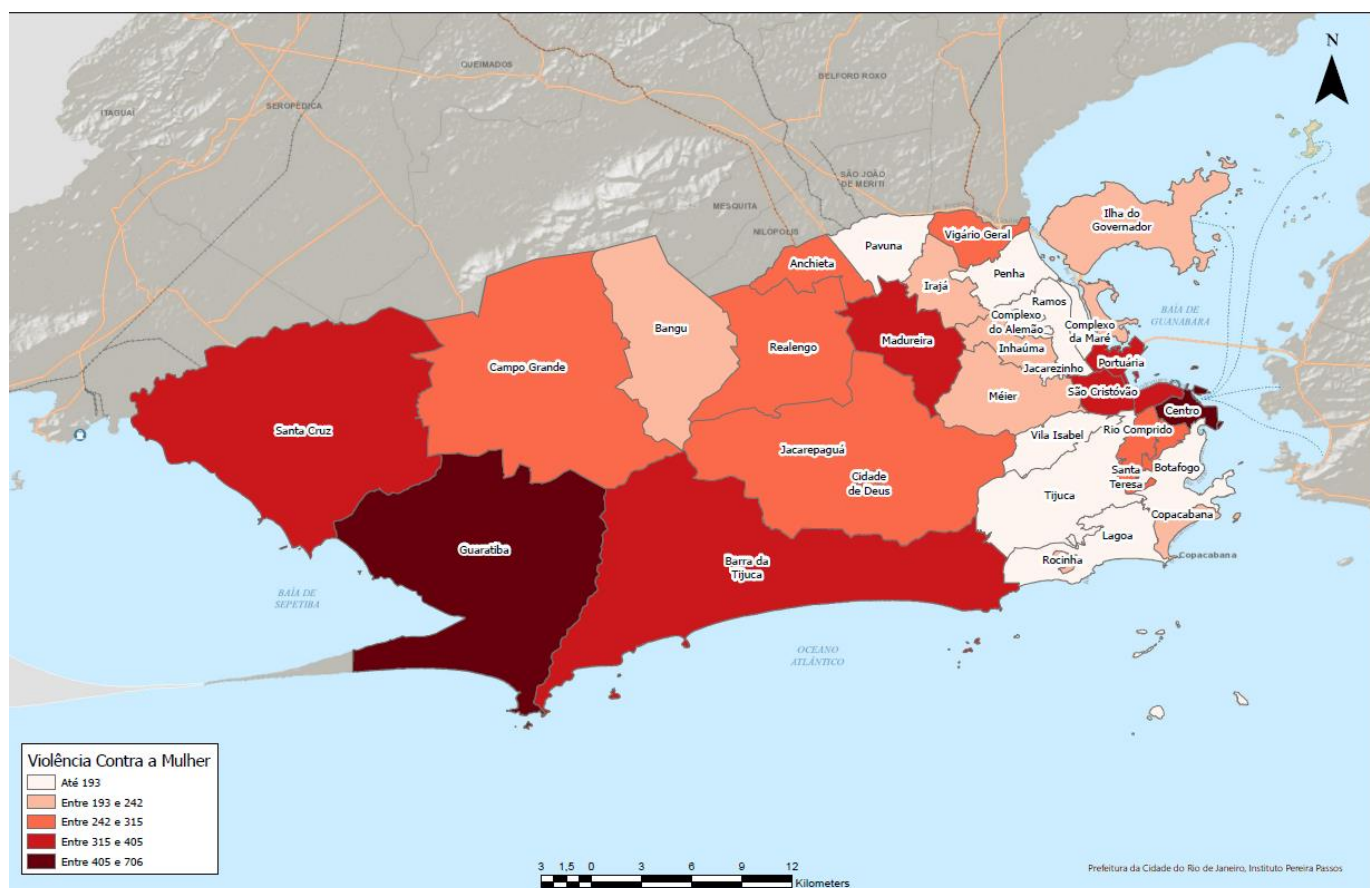 N
QUEIMADOS
BELFORD ROXO
ITAGUAÍ
SEROPÉDICA
SÃO JOÃO
DE MERITI
MESQUITA
NILÓPOLIS
Ilha do
Governador
Vigário Geral
Pavuna
Anchieta
Penha
Irajá
Ramos
BAÍA DE
GUANABARA
Complexo
do Alemão
Complexo
da Maré
Bangu
Realengo
Madureira
Inhaúma
Portuária
Campo Grande
Jacarezinho
São Cristóvão
Méier
Centro
Santa Cruz
Vila Isabel
Rio Comprido
Jacarepaguá
Cidade
de Deus
Santa
Teresa
Botafogo
Tijuca
Copacabana
Lagoa
Guaratiba
Barra da
Tijuca
Rocinha
Copacabana
BAÍA DE
SEPETIBA
OCEANO
ATLÂNTICO
Violência Contra a Mulher
Até 193
Entre 193 e 242
Entre 242 e 315
Entre 315 e 405
Entre 405 e 706
3 1,5 0 3 6 9 12
Kilometers
Prefeitura da Cidade do Rio de Janeiro, Instituto Pereira Passos